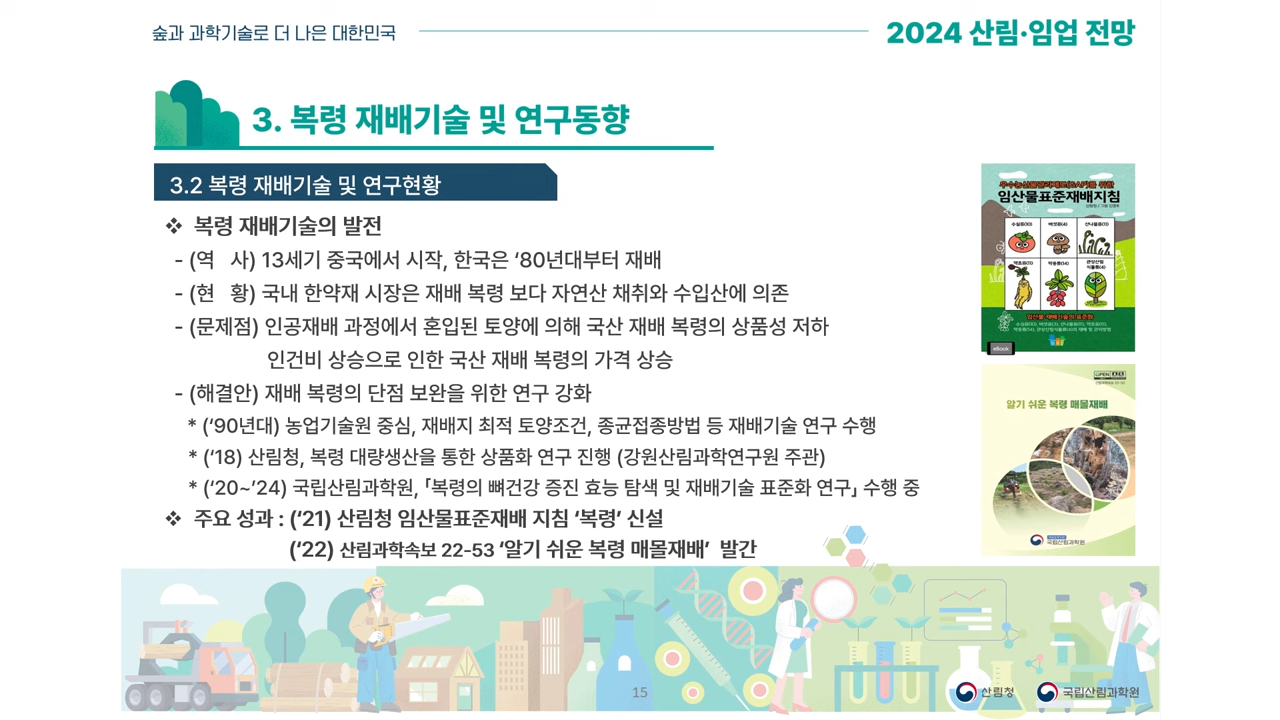 숲과 과학기술로 더 나은 대한민국
2024 산림·임업 전망
3. 복령 재배기술 및 연구동향
3.2 복령 재배기술 및 연구현황
❖ 복령 재배기술의 발전
- (역 사) 13세기 중국에서 시작, 한국은 ‘80년대부터 재배
- (현 황) 국내 한약재 시장은 재배 복령 보다 자연산 채취와 수입산에 의존
- (문제점) 인공재배 과정에서 혼입된 토양에 의해 국산 재배 복령의 상품성 저하
인건비 상승으로 인한 국산 재배 복령의 가격 상승
- (해결안) 재배 복령의 단점 보완을 위한 연구 강화
* (‘90년대) 농업기술원 중심, 재배지 최적 토양조건, 종균접종방법 등 재배기술 연구 수행
* (‘18) 산림청, 복령 대량생산을 통한 상품화 연구 진행 (강원산림과학연구원 주관)
* (‘20~’24) 국립산림과학원, 「복령의 뼈건강 증진 효능 탐색 및 재배기술 표준화 연구」 수행 중
❖ 주요 성과 : (‘21) 산림청 임산물표준재배 지침 ‘복령’ 신설
(‘22) 산림과학속보 22-53 ‘알기 쉬운 복령 매몰재배’ 발간
임산물표준재배지침
eBook
알기 쉬운 복령 매몰재배
국립산림과학원
15
산림청
국립산림과학원